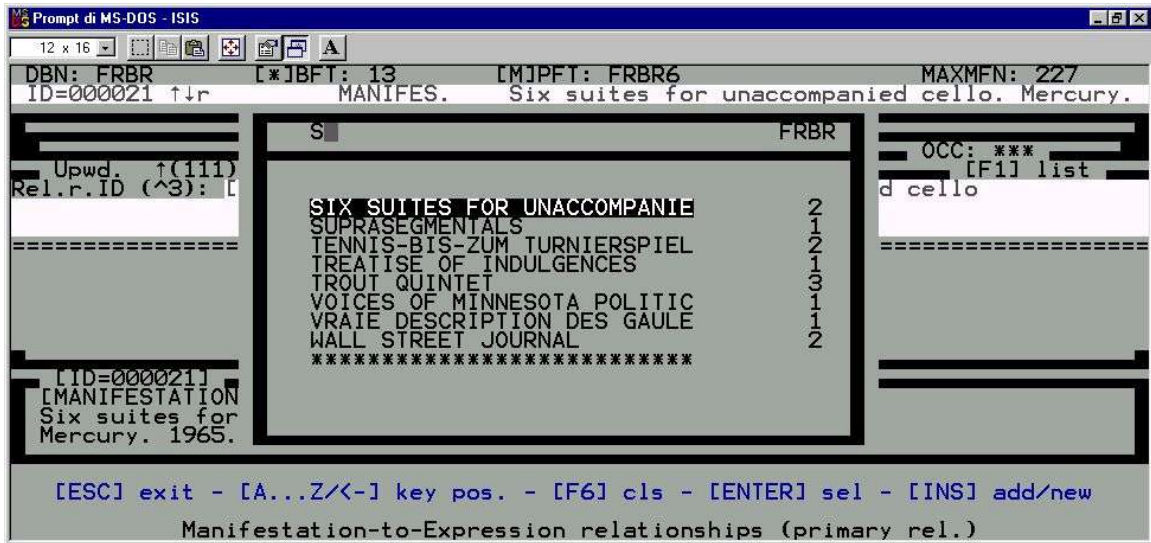 Prompt di MS-DOS - ISIS
12 x 16 A
DBN: FRBR [*]BFT: 13 [M]PFT: FRBR6 MAXMFN: 227
ID=000021 ↑↓r MANIFES. Six suites for unaccompanied cello. Mercury.
S FRBR
OCC: ***
Upwd. ↑(111) [F1] list
Rel.r.ID (^3): [ d cello
SIX SUITES FOR UNACCOMPANIE 2
SUPRASEGMENTALS 1
TENNIS-BIS-ZUM TURNIERSPIEL 2
TREATISE OF INDULGENCES 1
TROUT QUINTET 3
VOICES OF MINNESOTA POLITIC 1
VRAIE DESCRIPTION DES GAULE 1
WALL STREET JOURNAL 2
***************************
[ID=000021]
[MANIFESTATION
Six suites for
Mercury. 1965.
[ESC] exit - [A...Z/<-] key pos. - [F6] cls - [ENTER] sel - [INS] add/new
Manifestation-to-Expression relationships (primary rel.)